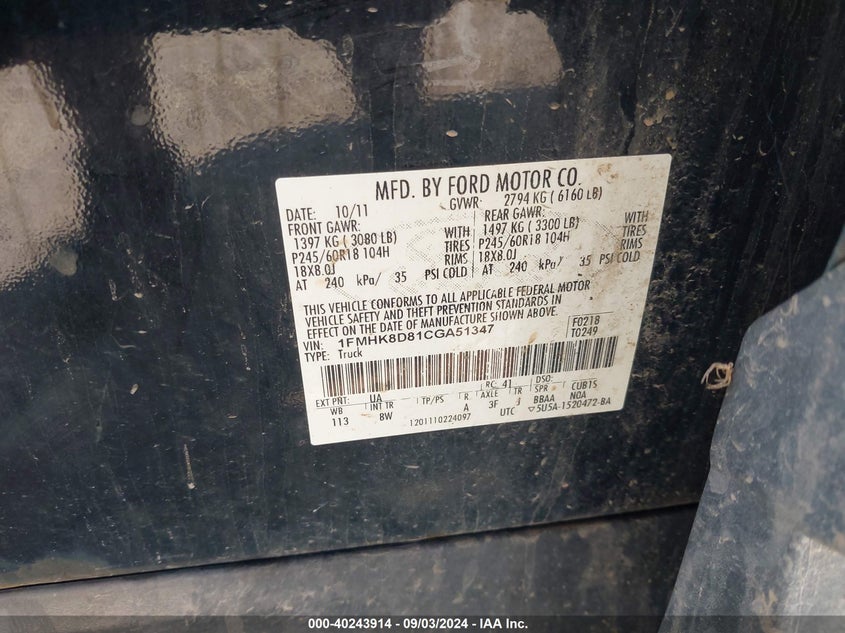 MFD. BY FORD MOTOR CO.
DATE: 10/11 GVWR: 2794 KG ( 6160 LB)
FRONT GAWR: REAR GAWR:
1397 KG ( 3080 LB) WITH 1497 KG ( 3300 LB) WITH
P245/60R18 104H TIRES P245/60R18 104H TIRES
18X8.0J RIMS 18X8.0J RIMS
AT 240 kPa/ 35 PSI COLD AT 240 kPa/ 35 PSI COLD
THIS VEHICLE CONFORMS TO ALL APPLICABLE FEDERAL MOTOR
VEHICLE SAFETY AND THEFT PREVENTION STANDARDS IN
EFFECT ON THE DATE OF MANUFACTURE SHOWN ABOVE.
VIN: 1FMHK8D81CGA51347 F0218
TYPE: Truck T0249
EXT PNT: UA RC: 41 DSO:
WB INT TR TP/PS R AXLE TR SPR CUB1S
113 8W A 3F BBAA NOA
1201110224097 UTC ▽5U5A-1520472-BA
000-40243914 - 09/03/2024 - IAA Inc.